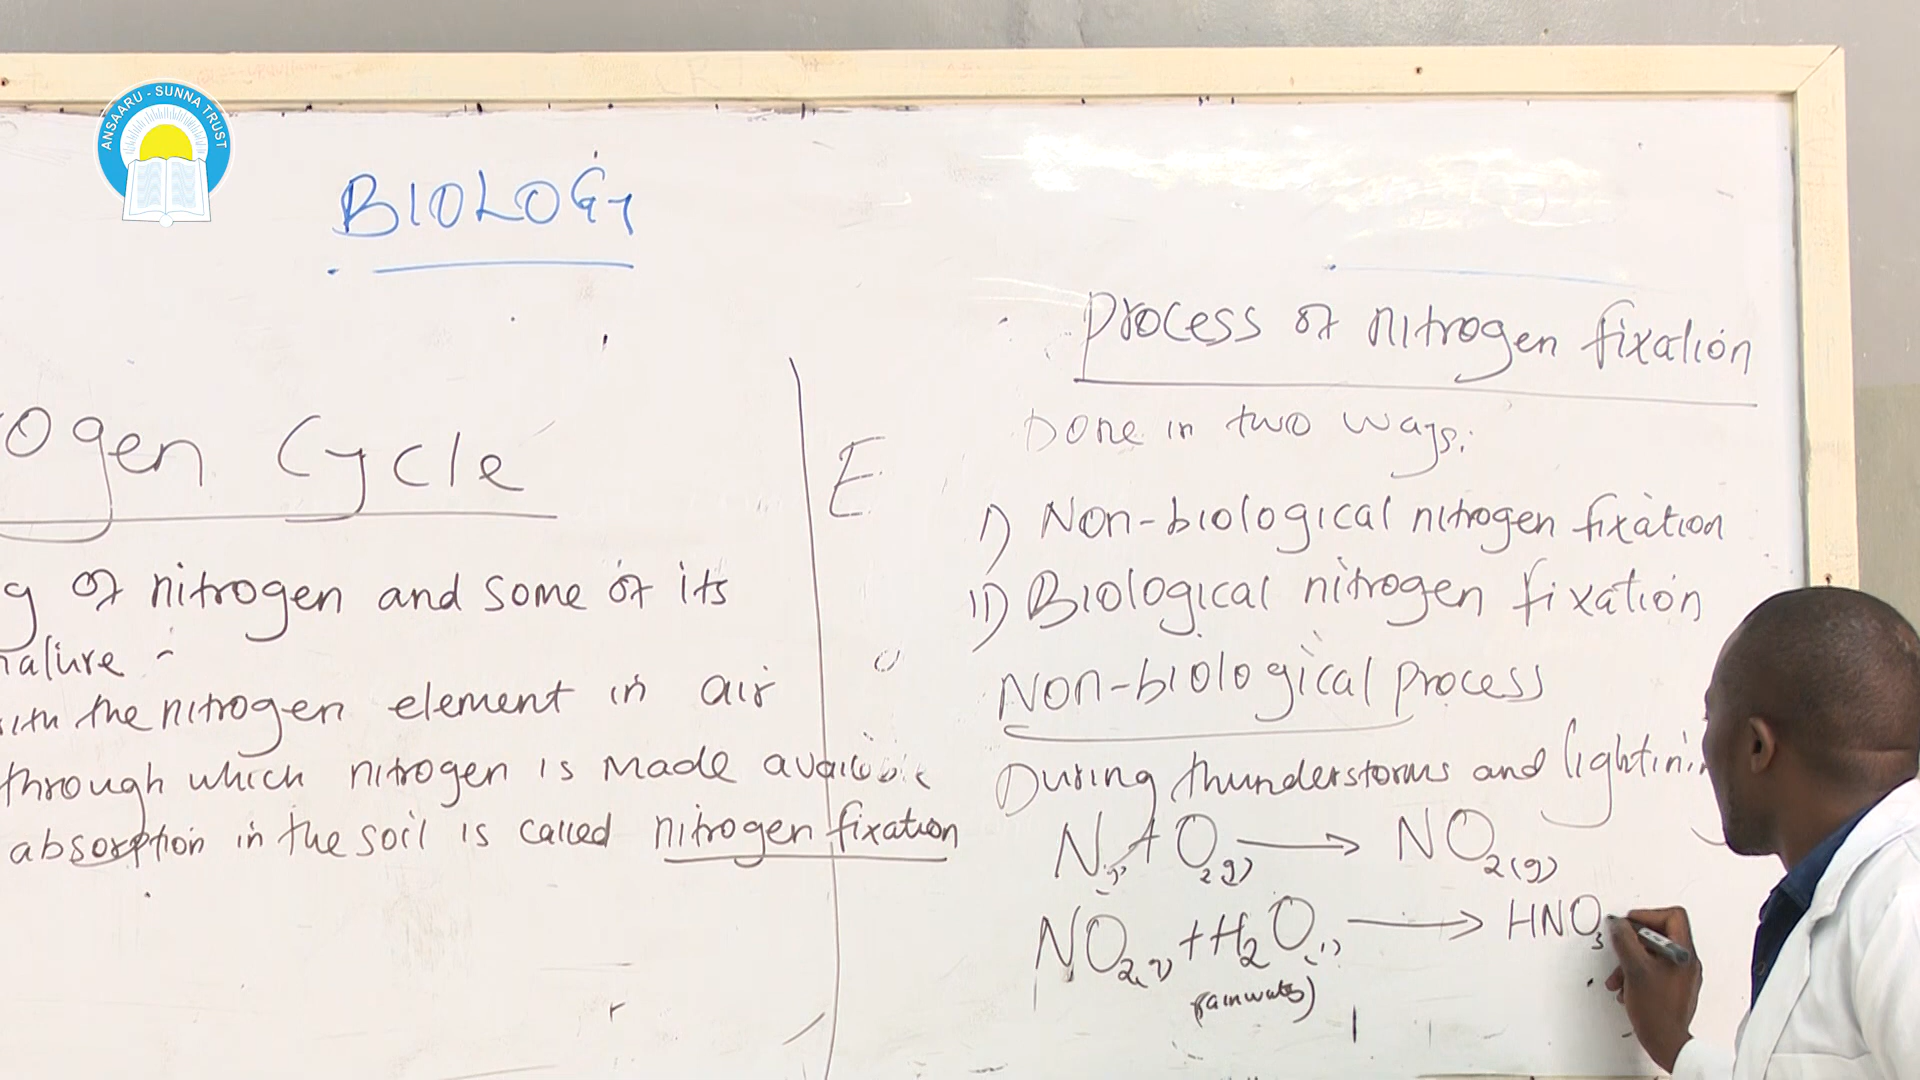 ANSAARU - SUNNA TRUST
BIOLOGY
ogen Cycle
g of nitrogen and some of its
nature -
with the nitrogen element in air
through which nitrogen is made available
absorption in the soil is called nitrogen fixation
E
process of nitrogen fixation
Done in two ways:
i) Non-biological nitrogen fixation
ii) Biological nitrogen fixation
Non-biological process
During thunderstorms and lightinin
N(g) + O2(g) → NO2(g)
NO2(g) + H2O(l) → HNO3
(rainwater)